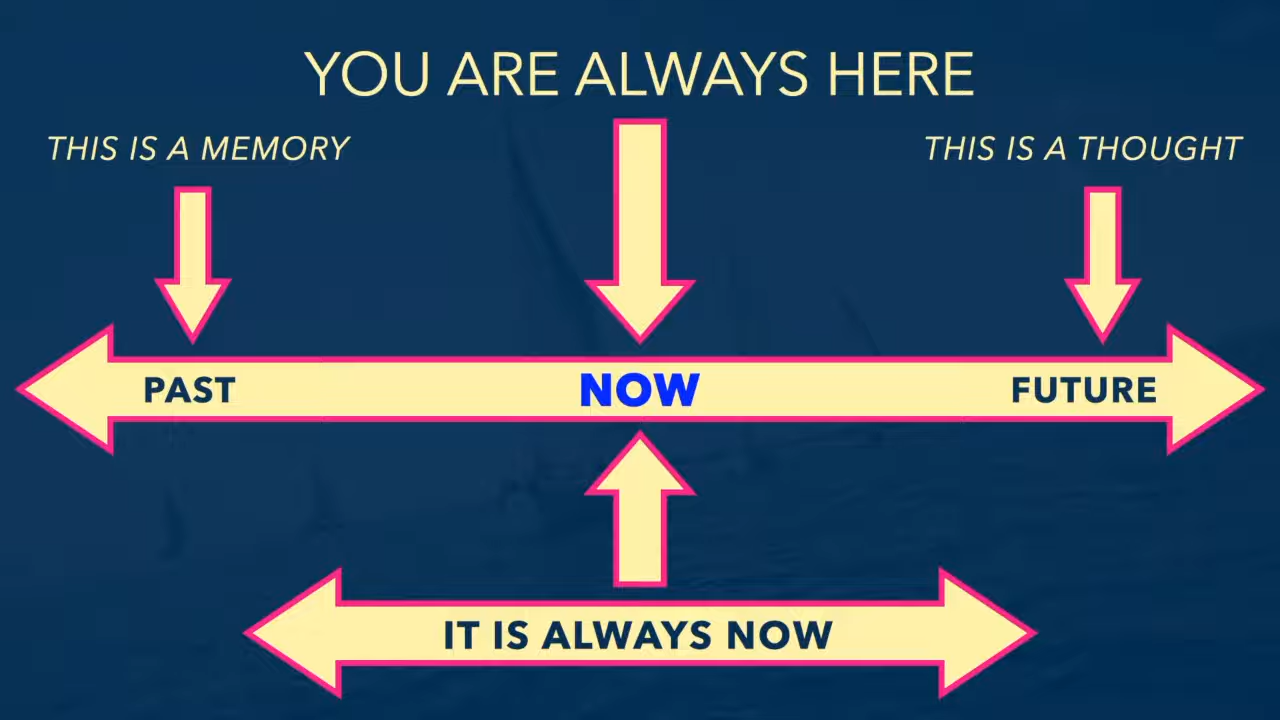 YOU ARE ALWAYS HERE
THIS IS A MEMORY
THIS IS A THOUGHT
PAST
NOW
FUTURE
IT IS ALWAYS NOW